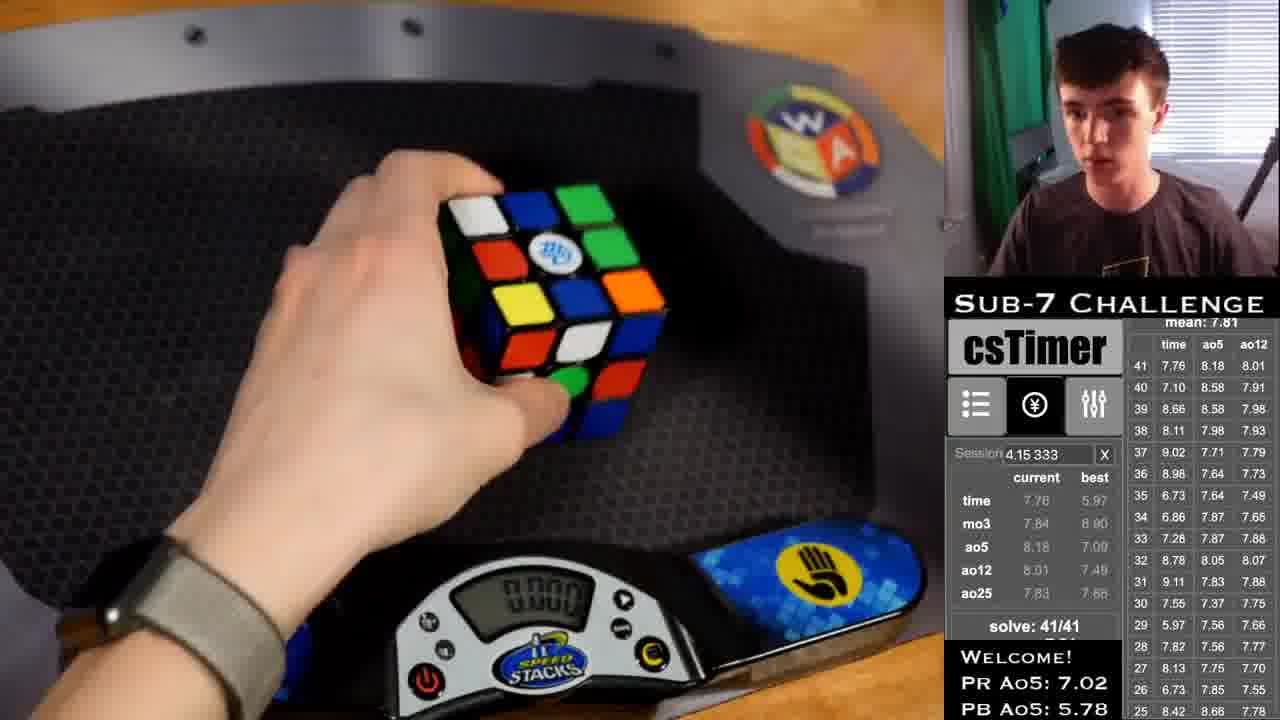 W
A
0.000
SPEED
STACKS
SUB-7 CHALLENGE
csTimer
Session 4.15 333 X
current best
time 7.76 5.97
mo3 7.84 6.90
ao5 8.18 7.09
ao12 8.01 7.49
ao25 7.83 7.66
solve: 41/41
mean: 7.81
time ao5 ao12
41 7.76 8.18 8.01
40 7.10 8.58 7.91
39 8.66 8.58 7.98
38 8.11 7.98 7.93
37 9.02 7.71 7.79
36 8.98 7.64 7.73
35 6.73 7.64 7.49
34 6.86 7.87 7.65
33 7.28 7.87 7.88
32 8.78 8.05 8.07
31 9.11 7.83 7.88
30 7.55 7.37 7.75
29 5.97 7.56 7.66
28 7.82 7.56 7.77
27 8.13 7.75 7.70
26 6.73 7.85 7.55
25 8.42 8.66 7.78
WELCOME!
PR AO5: 7.02
PB AO5: 5.78